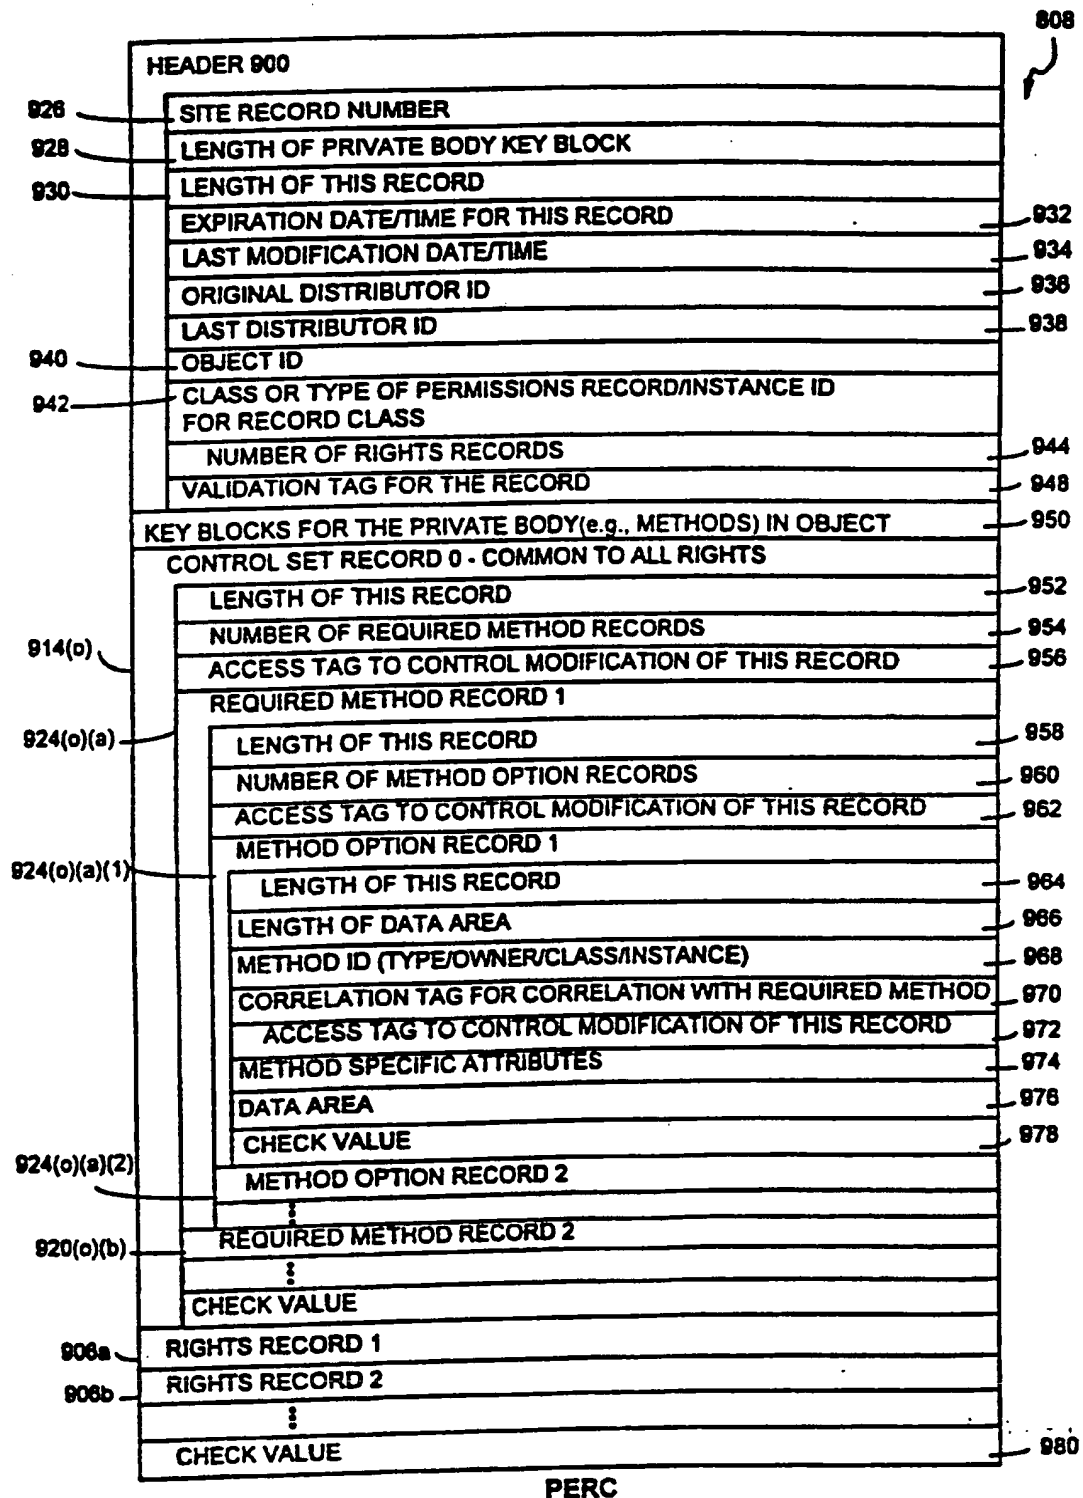 808
HEADER 900
926 SITE RECORD NUMBER
928 LENGTH OF PRIVATE BODY KEY BLOCK
930 LENGTH OF THIS RECORD
EXPIRATION DATE/TIME FOR THIS RECORD 932
LAST MODIFICATION DATE/TIME 934
ORIGINAL DISTRIBUTOR ID 936
LAST DISTRIBUTOR ID 938
940 OBJECT ID
942 CLASS OR TYPE OF PERMISSIONS RECORD/INSTANCE ID
FOR RECORD CLASS
NUMBER OF RIGHTS RECORDS 944
VALIDATION TAG FOR THE RECORD 948
KEY BLOCKS FOR THE PRIVATE BODY(e.g., METHODS) IN OBJECT 950
CONTROL SET RECORD 0 - COMMON TO ALL RIGHTS
LENGTH OF THIS RECORD 952
NUMBER OF REQUIRED METHOD RECORDS 954
914(o) ACCESS TAG TO CONTROL MODIFICATION OF THIS RECORD 956
REQUIRED METHOD RECORD 1
924(o)(a) LENGTH OF THIS RECORD 958
NUMBER OF METHOD OPTION RECORDS 960
ACCESS TAG TO CONTROL MODIFICATION OF THIS RECORD 962
METHOD OPTION RECORD 1
924(o)(a)(1) LENGTH OF THIS RECORD 964
LENGTH OF DATA AREA 966
METHOD ID (TYPE/OWNER/CLASS/INSTANCE) 968
CORRELATION TAG FOR CORRELATION WITH REQUIRED METHOD 970
ACCESS TAG TO CONTROL MODIFICATION OF THIS RECORD 972
METHOD SPECIFIC ATTRIBUTES 974
DATA AREA 976
CHECK VALUE 978
924(o)(a)(2) METHOD OPTION RECORD 2
920(o)(b) REQUIRED METHOD RECORD 2
CHECK VALUE
906a RIGHTS RECORD 1
906b RIGHTS RECORD 2
CHECK VALUE 980
PERC